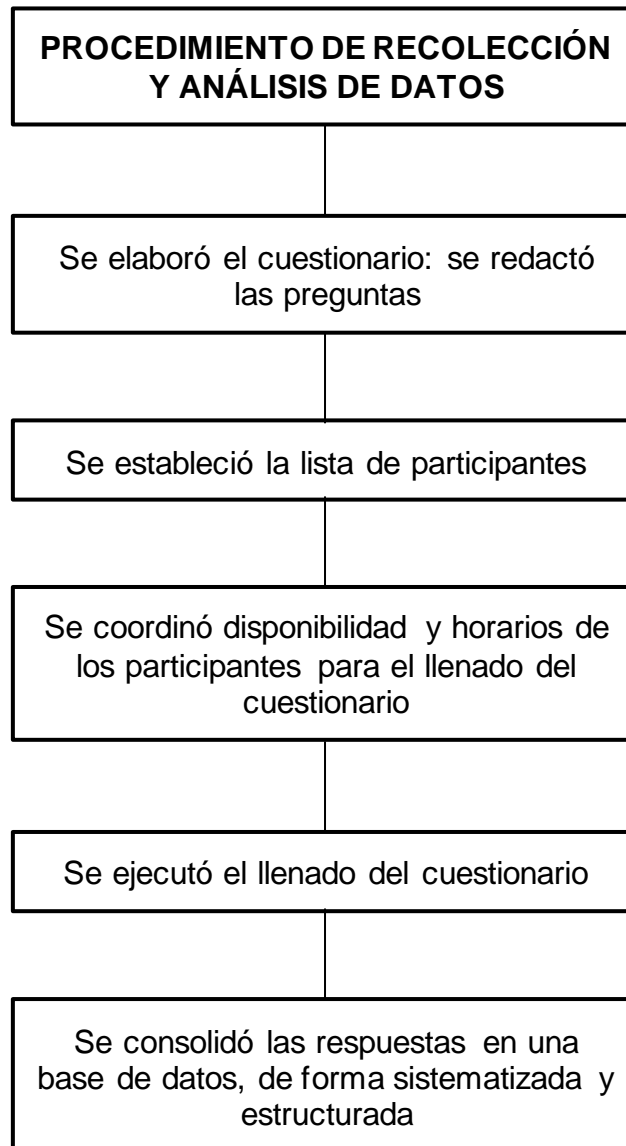 PROCEDIMIENTO DE RECOLECCIÓN
Y ANÁLISIS DE DATOS
Se elaboró el cuestionario: se redactó
las preguntas
Se estableció la lista de participantes
Se coordinó disponibilidad y horarios de
los participantes para el llenado del
cuestionario
Se ejecutó el llenado del cuestionario
Se consolidó las respuestas en una
base de datos, de forma sistematizada y
estructurada